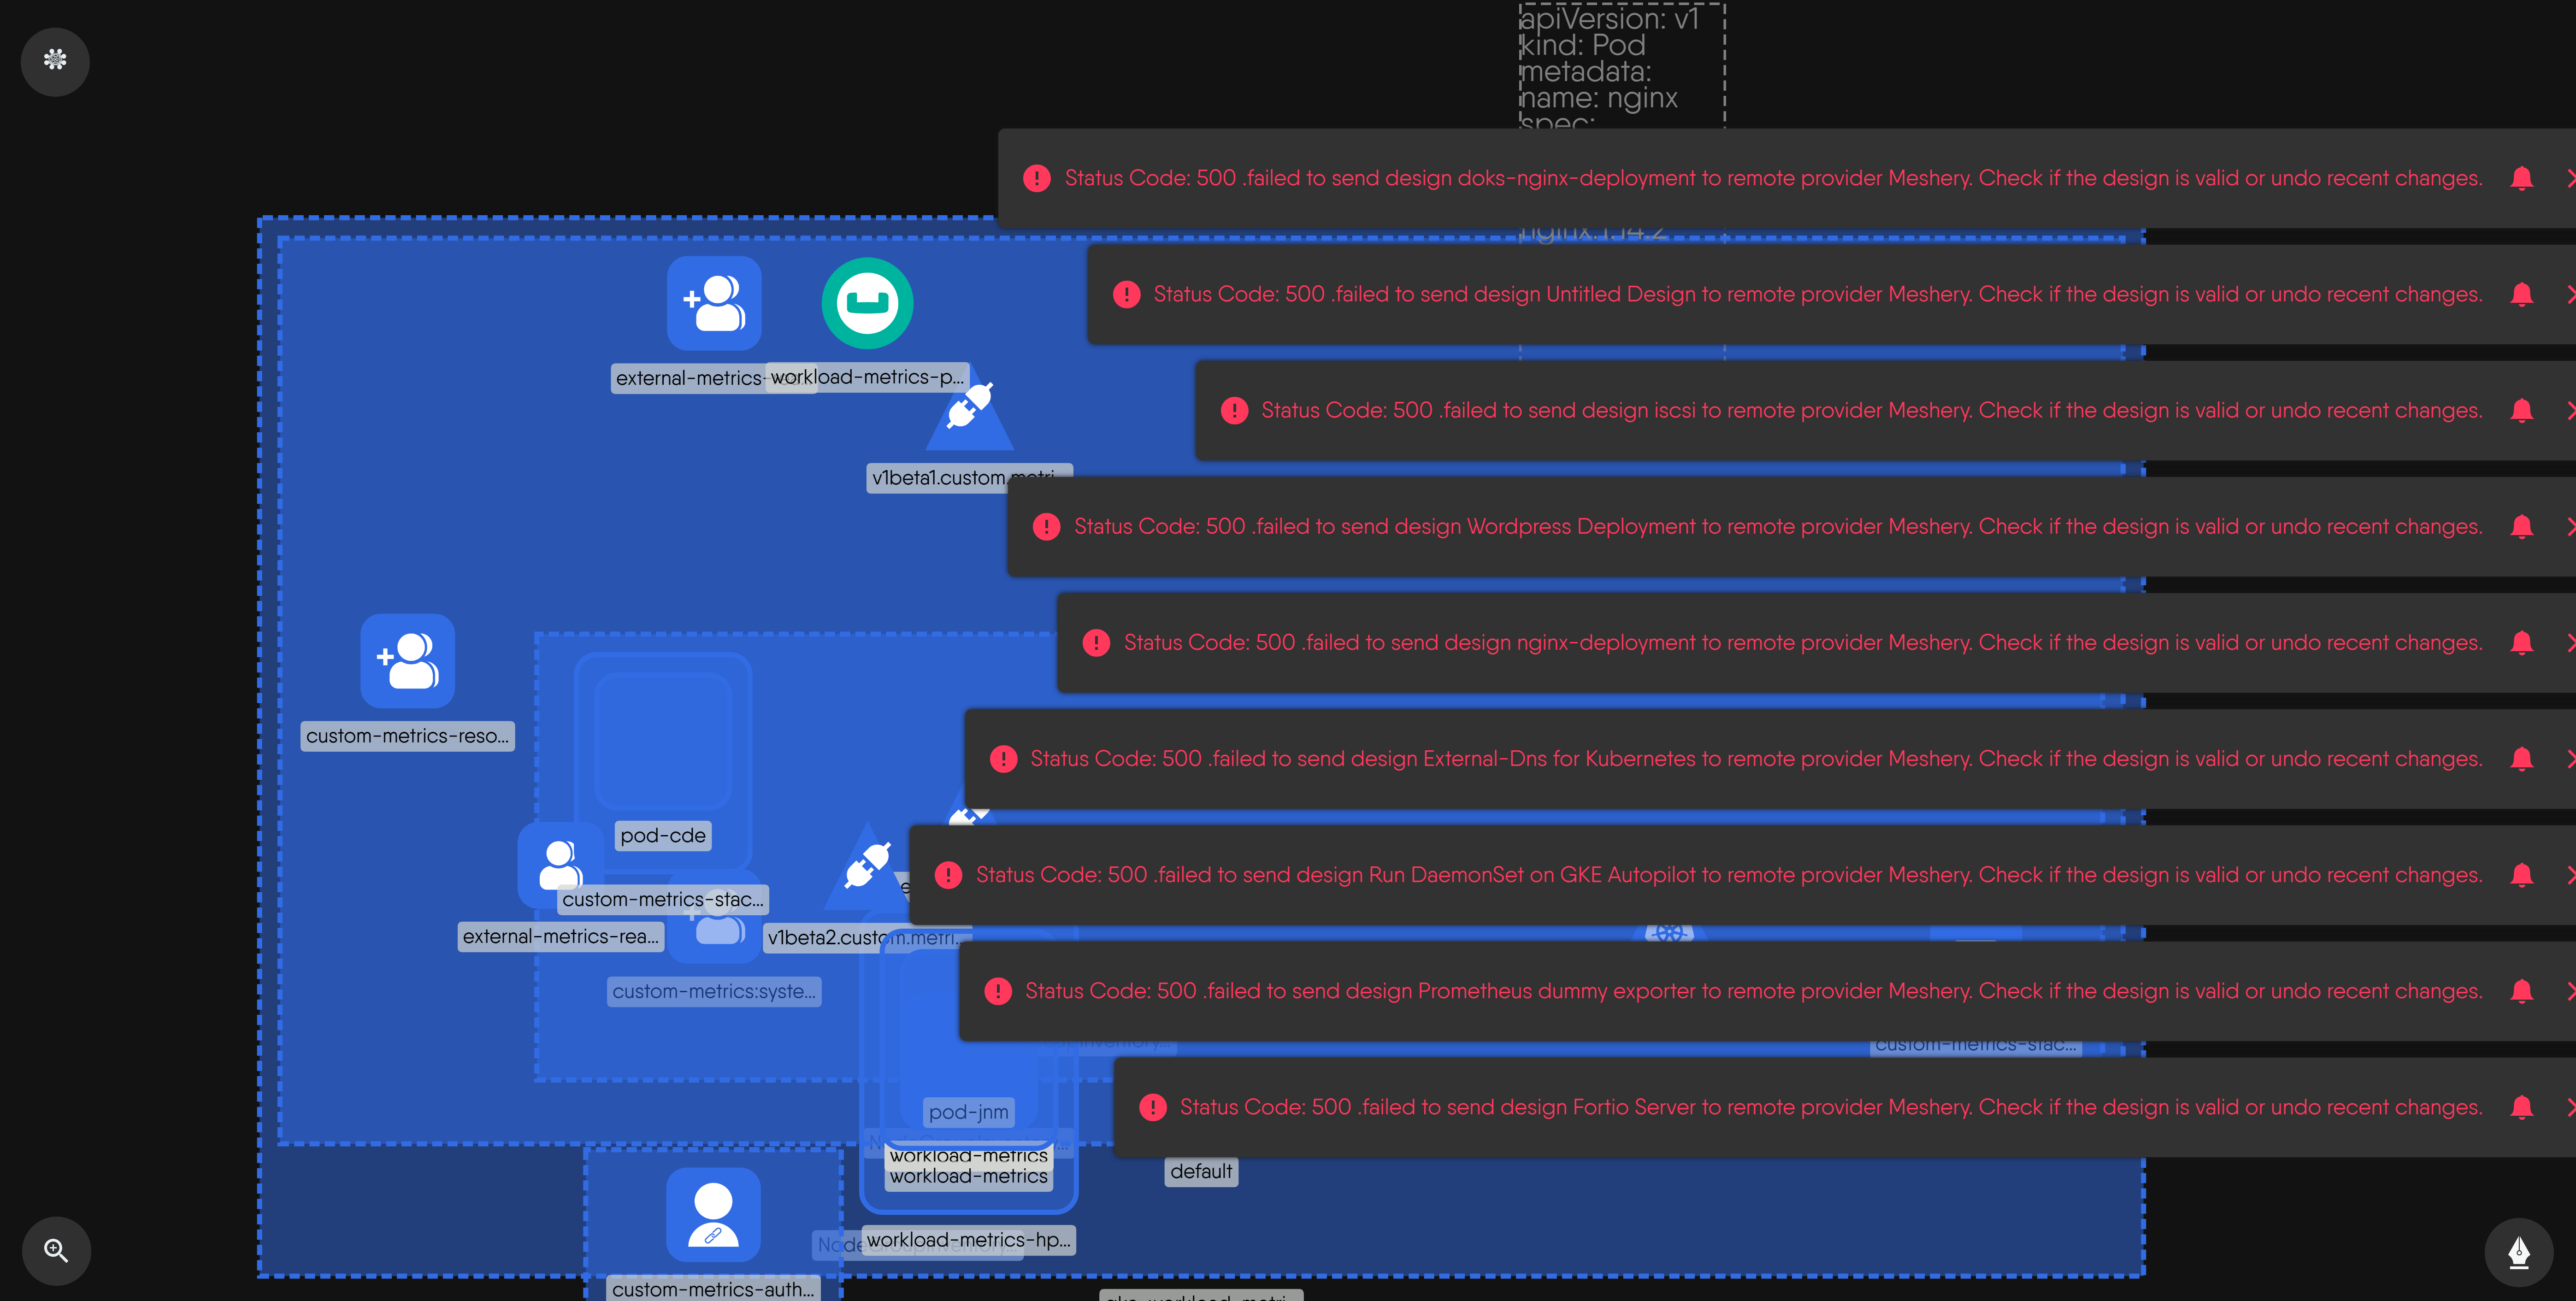 apiVersion: v1
kind: Pod
metadata:
name: nginx
spec:
Status Code: 500 .failed to send design doks-nginx-deployment to remote provider Meshery. Check if the design is valid or undo recent changes.
nginx:1.14.2
Status Code: 500 .failed to send design Untitled Design to remote provider Meshery. Check if the design is valid or undo recent changes.
external-metrics-
workload-metrics-p...
Status Code: 500 .failed to send design iscsi to remote provider Meshery. Check if the design is valid or undo recent changes.
v1beta1.custom.metri...
Status Code: 500 .failed to send design Wordpress Deployment to remote provider Meshery. Check if the design is valid or undo recent changes.
Status Code: 500 .failed to send design nginx-deployment to remote provider Meshery. Check if the design is valid or undo recent changes.
custom-metrics-reso...
Status Code: 500 .failed to send design External-Dns for Kubernetes to remote provider Meshery. Check if the design is valid or undo recent changes.
pod-cde
Status Code: 500 .failed to send design Run DaemonSet on GKE Autopilot to remote provider Meshery. Check if the design is valid or undo recent changes.
custom-metrics-stac...
external-metrics-rea...
v1beta2.custom.metri...
custom-metrics:syste...
Status Code: 500 .failed to send design Prometheus dummy exporter to remote provider Meshery. Check if the design is valid or undo recent changes.
custom-metrics-stac...
pod-jnm
Status Code: 500 .failed to send design Fortio Server to remote provider Meshery. Check if the design is valid or undo recent changes.
workload-metrics
workload-metrics
default
NodeGroupInventory...
workload-metrics-hp...
custom-metrics-auth...
gke-workload-metri...